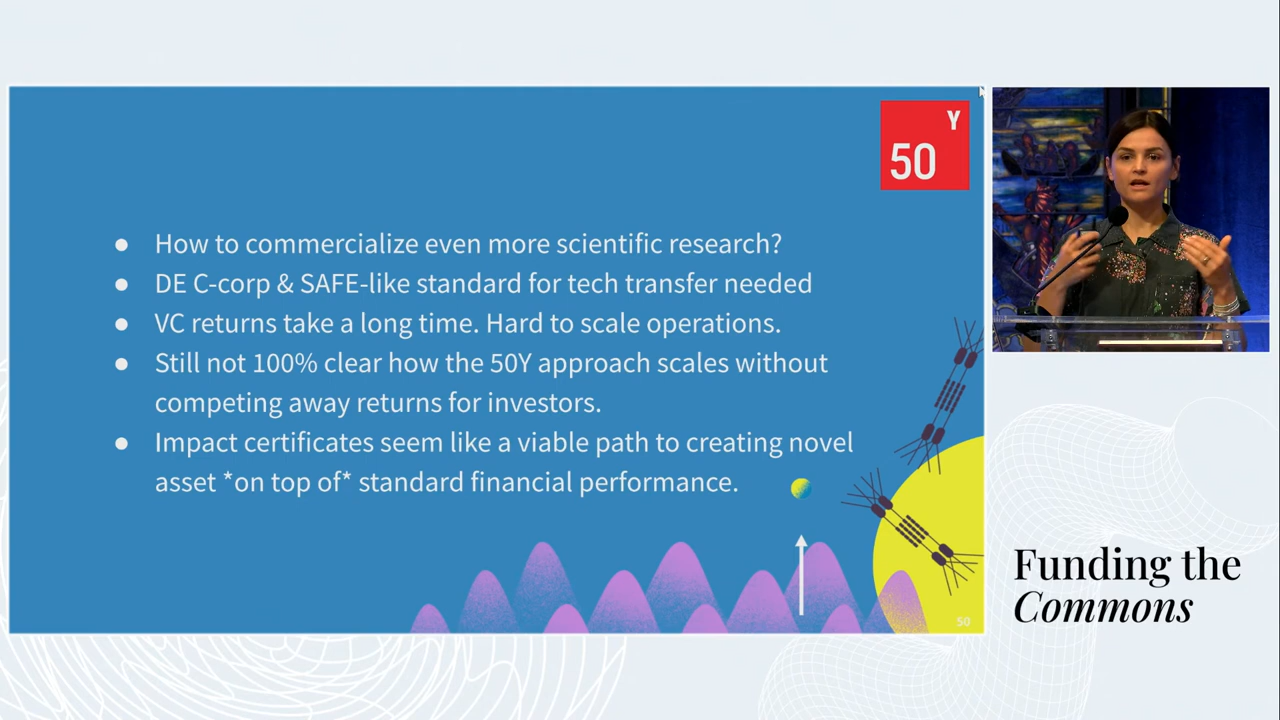 Y
50
● How to commercialize even more scientific research?
● DE C-corp & SAFE-like standard for tech transfer needed
● VC returns take a long time. Hard to scale operations.
● Still not 100% clear how the 50Y approach scales without
competing away returns for investors.
● Impact certificates seem like a viable path to creating novel
asset *on top of* standard financial performance.
50
Funding the
Commons